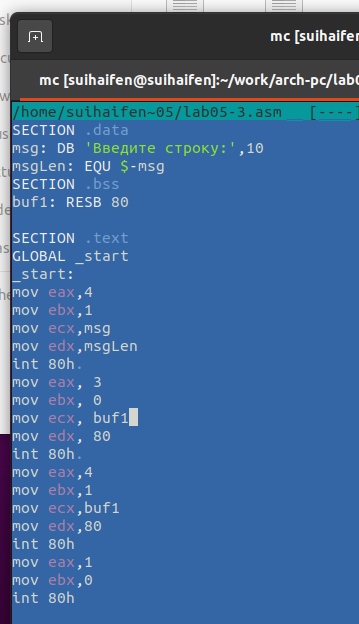 mc [suihaifen
mc [suihaifen@suihaifen]:~/work/arch-pc/lab0
/home/suihaifen~05/lab05-3.asm [----]
SECTION .data
msg: DB 'Введите строку:',10
msgLen: EQU $-msg
SECTION .bss
buf1: RESB 80
SECTION .text
GLOBAL _start
_start:
mov eax,4
mov ebx,1
mov ecx,msg
mov edx,msgLen
int 80h.
mov eax, 3
mov ebx, 0
mov ecx, buf1
mov edx, 80
int 80h.
mov eax,4
mov ebx,1
mov ecx,buf1
mov edx,80
int 80h
mov eax,1
mov ebx,0
int 80h